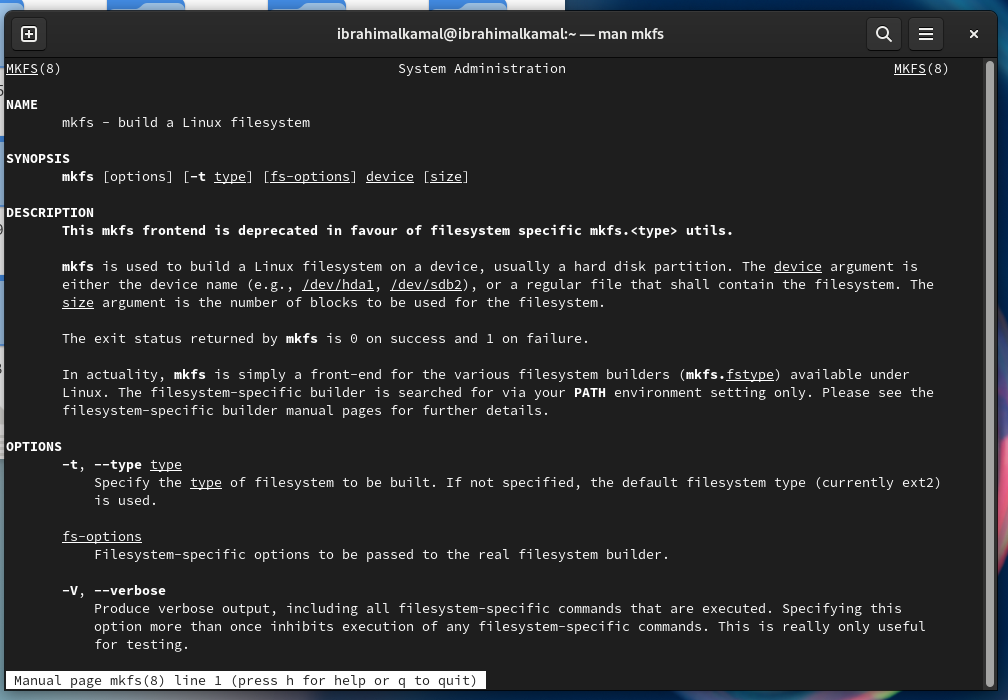 ibrahimalkamal@ibrahimalkamal:~ — man mkfs
MKFS(8) System Administration MKFS(8)
NAME
mkfs - build a Linux filesystem
SYNOPSIS
mkfs [options] [-t type] [fs-options] device [size]
DESCRIPTION
This mkfs frontend is deprecated in favour of filesystem specific mkfs.<type> utils.
mkfs is used to build a Linux filesystem on a device, usually a hard disk partition. The device argument is
either the device name (e.g., /dev/hda1, /dev/sdb2), or a regular file that shall contain the filesystem. The
size argument is the number of blocks to be used for the filesystem.
The exit status returned by mkfs is 0 on success and 1 on failure.
In actuality, mkfs is simply a front-end for the various filesystem builders (mkfs.fstype) available under
Linux. The filesystem-specific builder is searched for via your PATH environment setting only. Please see the
filesystem-specific builder manual pages for further details.
OPTIONS
-t, --type type
Specify the type of filesystem to be built. If not specified, the default filesystem type (currently ext2)
is used.
fs-options
Filesystem-specific options to be passed to the real filesystem builder.
-V, --verbose
Produce verbose output, including all filesystem-specific commands that are executed. Specifying this
option more than once inhibits execution of any filesystem-specific commands. This is really only useful
for testing.
Manual page mkfs(8) line 1 (press h for help or q to quit)